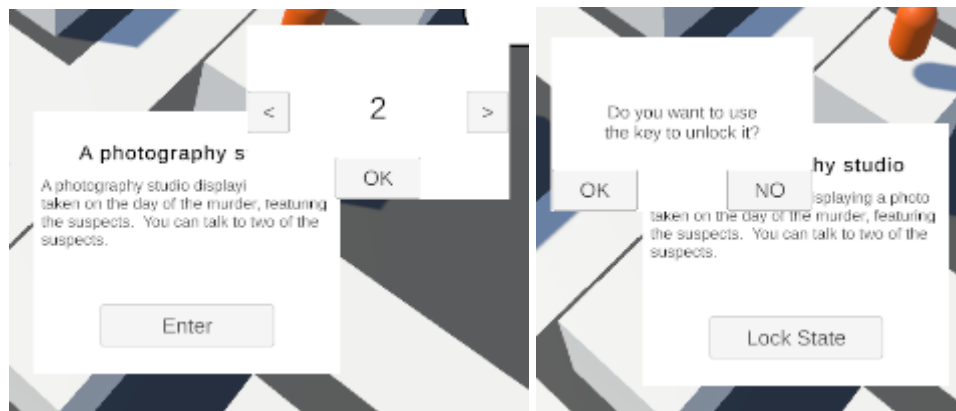 <
2
>
OK
A photography s
A photography studio displayi
taken on the day of the murder, featuring
the suspects.  You can talk to two of the
suspects.
Enter
Do you want to use
the key to unlock it?
OK
NO
hy studio
isplaying a photo
taken on the day of the murder, featuring
the suspects.  You can talk to two of the
suspects.
Lock State